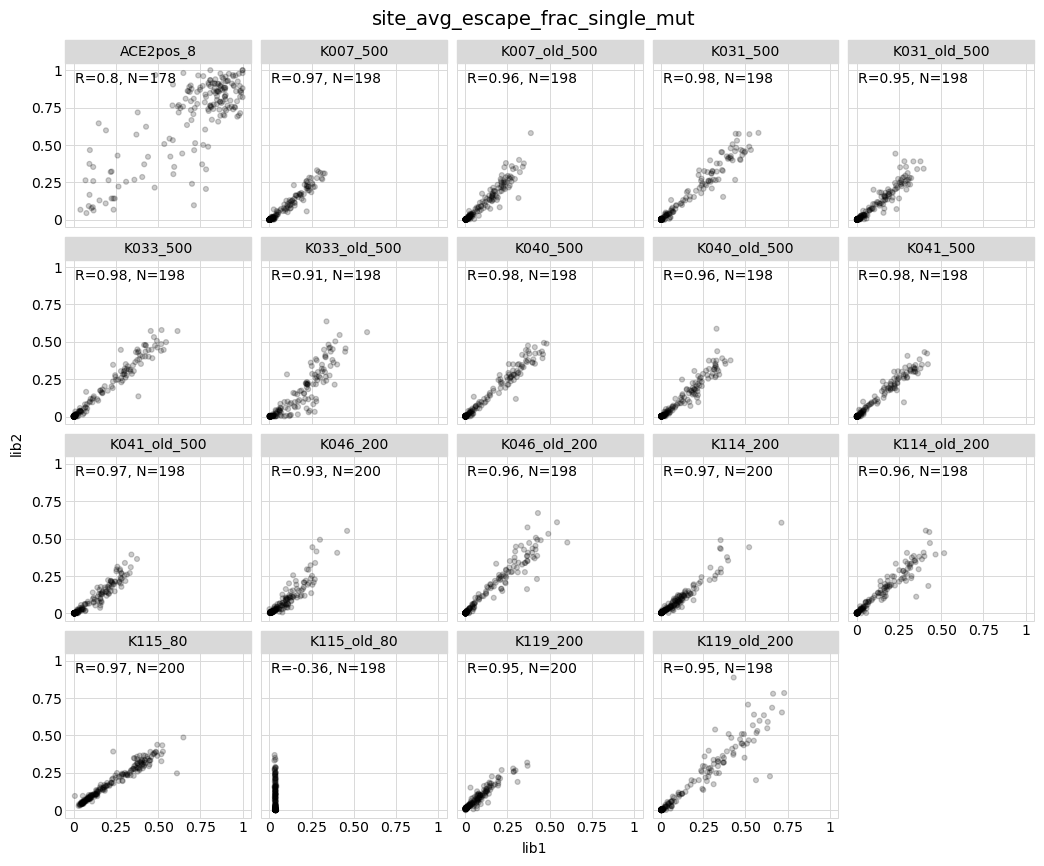 site_avg_escape_frac_single_mut
ACE2pos_8 K007_500 K007_old_500 K031_500 K031_old_500
1 R=0.8, N=178 R=0.97, N=198 R=0.96, N=198 R=0.98, N=198 R=0.95, N=198
0.75
0.50
0.25
0
K033_500 K033_old_500 K040_500 K040_old_500 K041_500
1 R=0.98, N=198 R=0.91, N=198 R=0.98, N=198 R=0.96, N=198 R=0.98, N=198
0.75
0.50
0.25
0
lib2
K041_old_500 K046_200 K046_old_200 K114_200 K114_old_200
1 R=0.97, N=198 R=0.93, N=200 R=0.96, N=198 R=0.97, N=200 R=0.96, N=198
0.75
0.50
0.25
0
0 0.25 0.50 0.75 1
K115_80 K115_old_80 K119_200 K119_old_200
1 R=0.97, N=200 R=-0.36, N=198 R=0.95, N=200 R=0.95, N=198
0.75
0.50
0.25
0
0 0.25 0.50 0.75 1 0 0.25 0.50 0.75 1 0 0.25 0.50 0.75 1 0 0.25 0.50 0.75 1
lib1